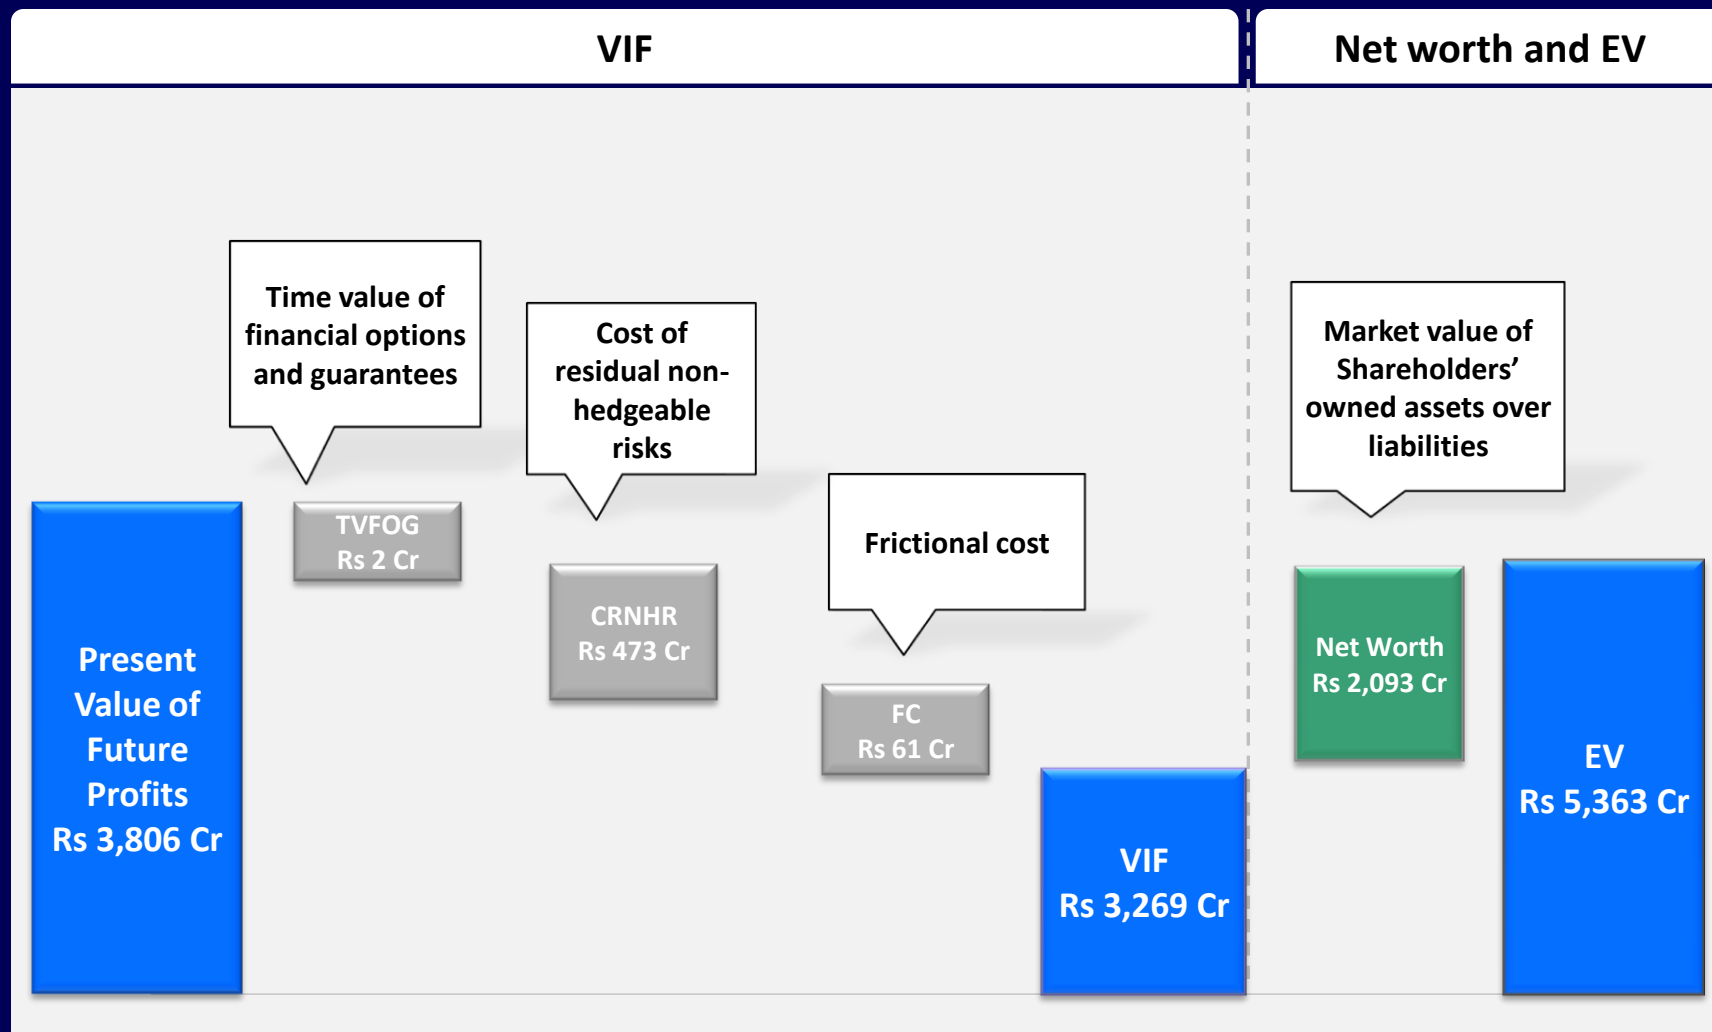 VIF
Net worth and EV
Time value of
financial options
and guarantees
Cost of
residual non-
hedgeable
risks
Frictional cost
Market value of
Shareholders’
owned assets over
liabilities
Present
Value of
Future
Profits
Rs 3,806 Cr
TVFOG
Rs 2 Cr
CRNHR
Rs 473 Cr
FC
Rs 61 Cr
VIF
Rs 3,269 Cr
Net Worth
Rs 2,093 Cr
EV
Rs 5,363 Cr